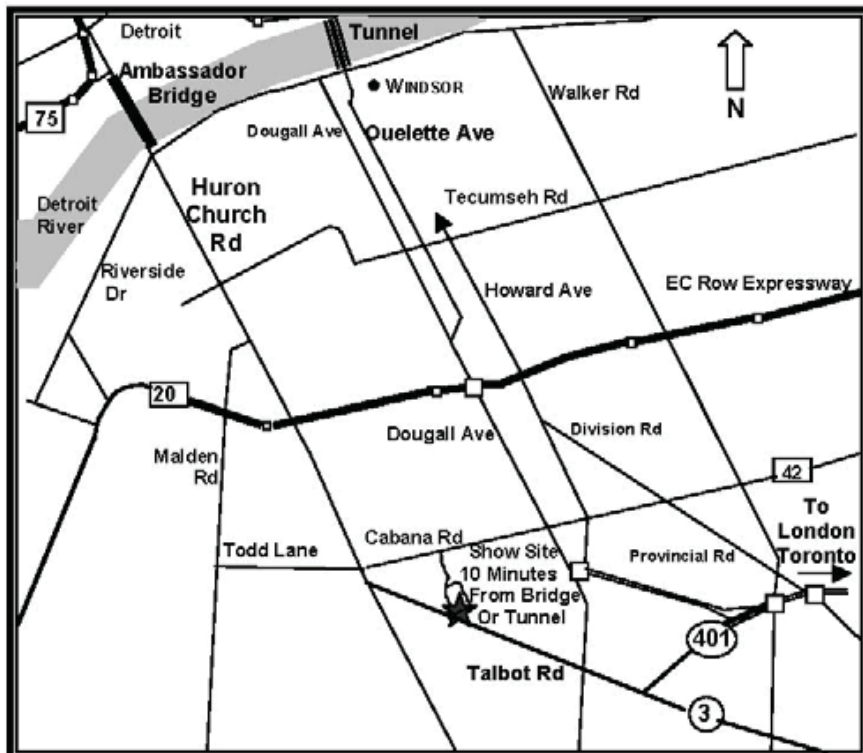 Detroit
Tunnel
Ambassador
Bridge
WINDSOR
Walker Rd
N
75
Dougall Ave
Ouelette Ave
Huron
Church
Rd
Tecumseh Rd
Detroit
River
Riverside
Dr
Howard Ave
EC Row Expressway
20
Dougall Ave
Division Rd
Malden
Rd
42
To
London
Toronto
Cabana Rd
Todd Lane
Show Site
10 Minutes
From Bridge
Or Tunnel
Provincial Rd
401
Talbot Rd
3